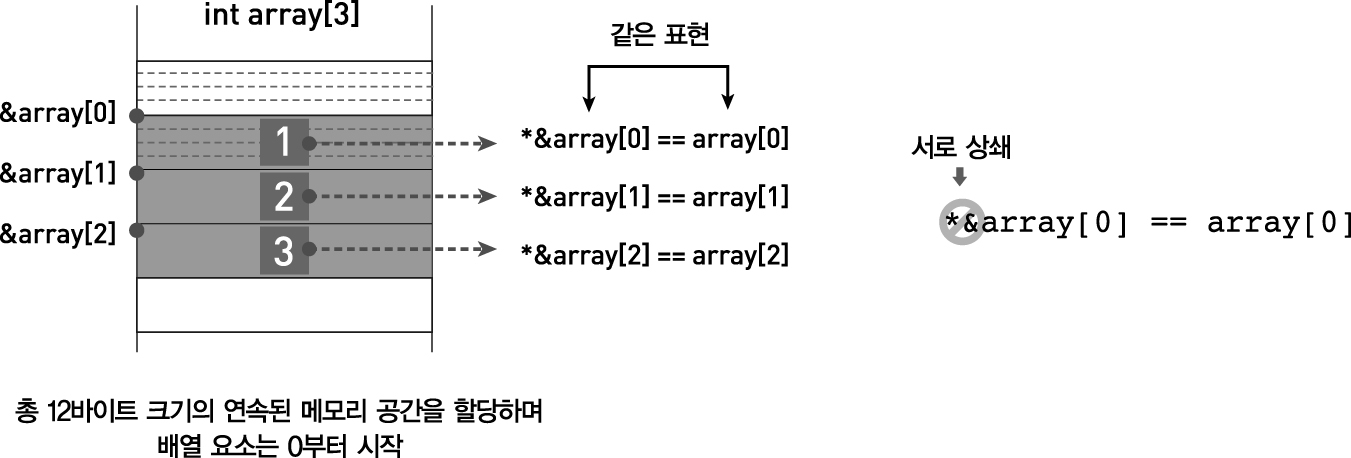 int array[3]
같은 표현
&array[0]
1
*&array[0] == array[0]
서로 상쇄
&array[1]
2
*&array[1] == array[1]
*&array[0] == array[0]
&array[2]
3
*&array[2] == array[2]
총 12바이트 크기의 연속된 메모리 공간을 할당하며
배열 요소는 0부터 시작